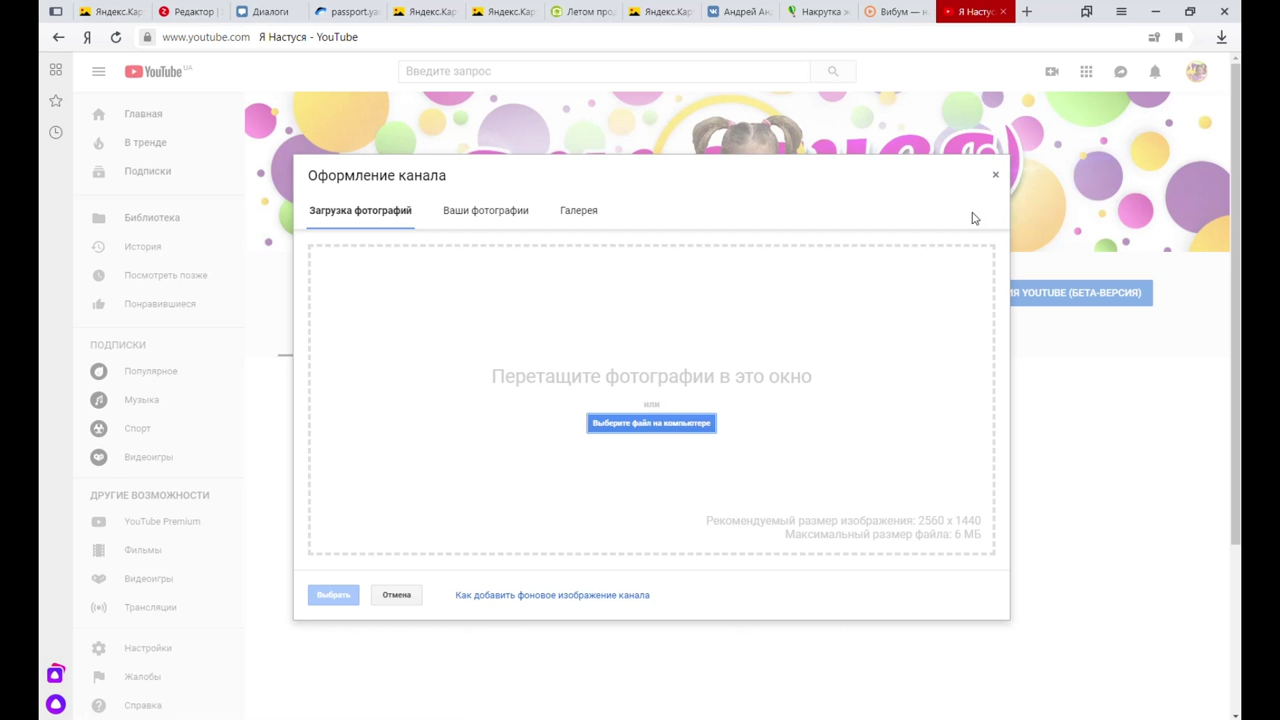 Яндекс.Кар
Редактор |
Диалоги
passport.ya
Яндекс.Кар
Яндекс.Кар
Летом про
Яндекс.Кар
Андрей Ан
Накрутка ж
Вибум — н
Я Настус
www.youtube.com Я Настуся - YouTube
YouTube UA
Введите запрос
Главная
В тренде
Подписки
Библиотека
История
Посмотреть позже
Понравившиеся
ПОДПИСКИ
Популярное
Музыка
Спорт
Видеоигры
ДРУГИЕ ВОЗМОЖНОСТИ
YouTube Premium
Фильмы
Видеоигры
Трансляции
Настройки
Жалобы
Справка
ИЯ YOUTUBE (БЕТА-ВЕРСИЯ)
Оформление канала
Загрузка фотографий
Ваши фотографии
Галерея
Перетащите фотографии в это окно
или
Выберите файл на компьютере
Рекомендуемый размер изображения: 2560 x 1440
Максимальный размер файла: 6 МБ
Выбрать
Отмена
Как добавить фоновое изображение канала